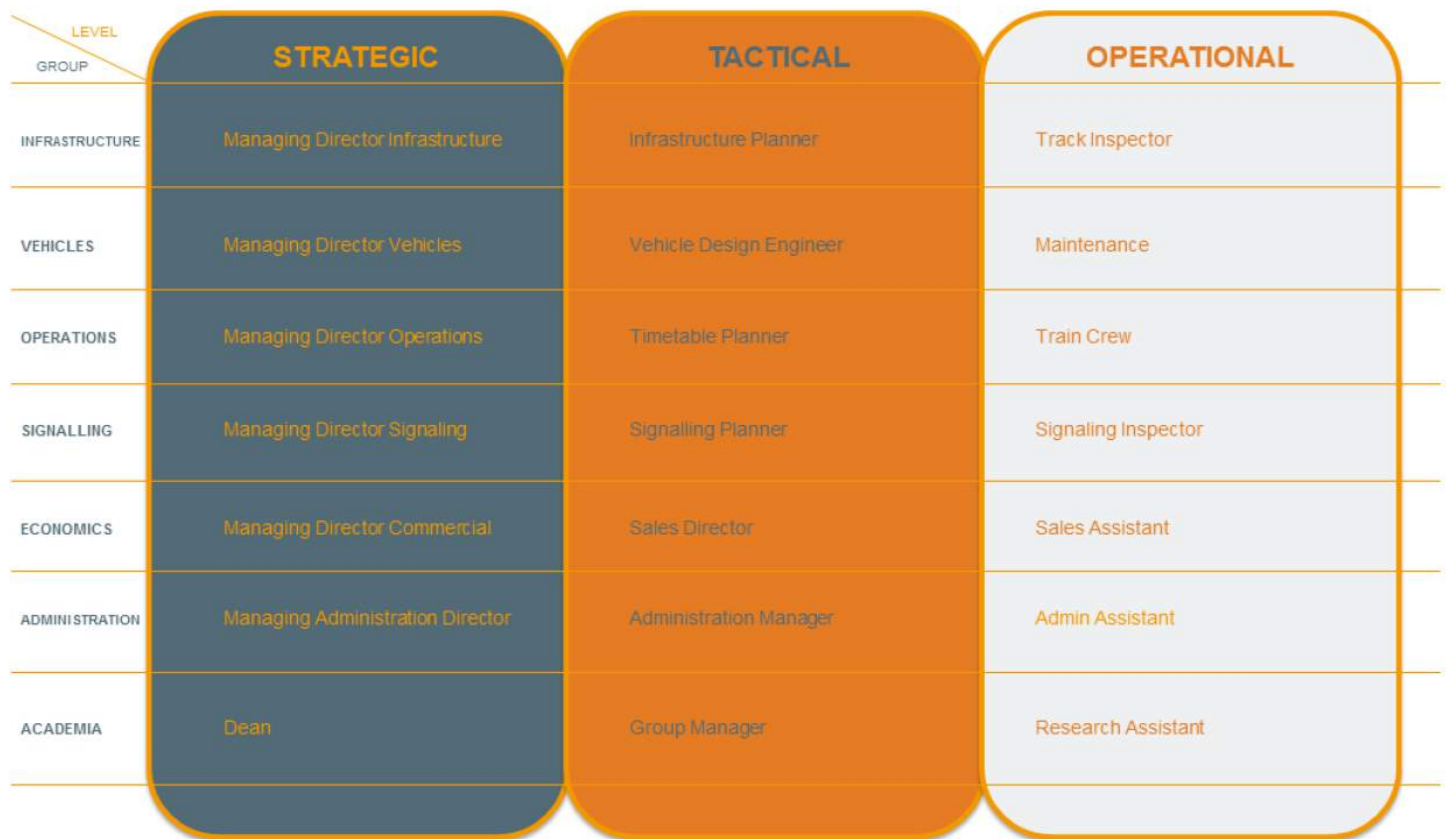 LEVEL
GROUP
STRATEGIC
TACTICAL
OPERATIONAL
INFRASTRUCTURE
Managing Director Infrastructure
Infrastructure Planner
Track Inspector
VEHICLES
Managing Director Vehicles
Vehicle Design Engineer
Maintenance
OPERATIONS
Managing Director Operations
Timetable Planner
Train Crew
SIGNALLING
Managing Director Signaling
Signalling Planner
Signaling Inspector
ECONOMICS
Managing Director Commercial
Sales Director
Sales Assistant
ADMINISTRATION
Managing Administration Director
Administration Manager
Admin Assistant
ACADEMIA
Dean
Group Manager
Research Assistant